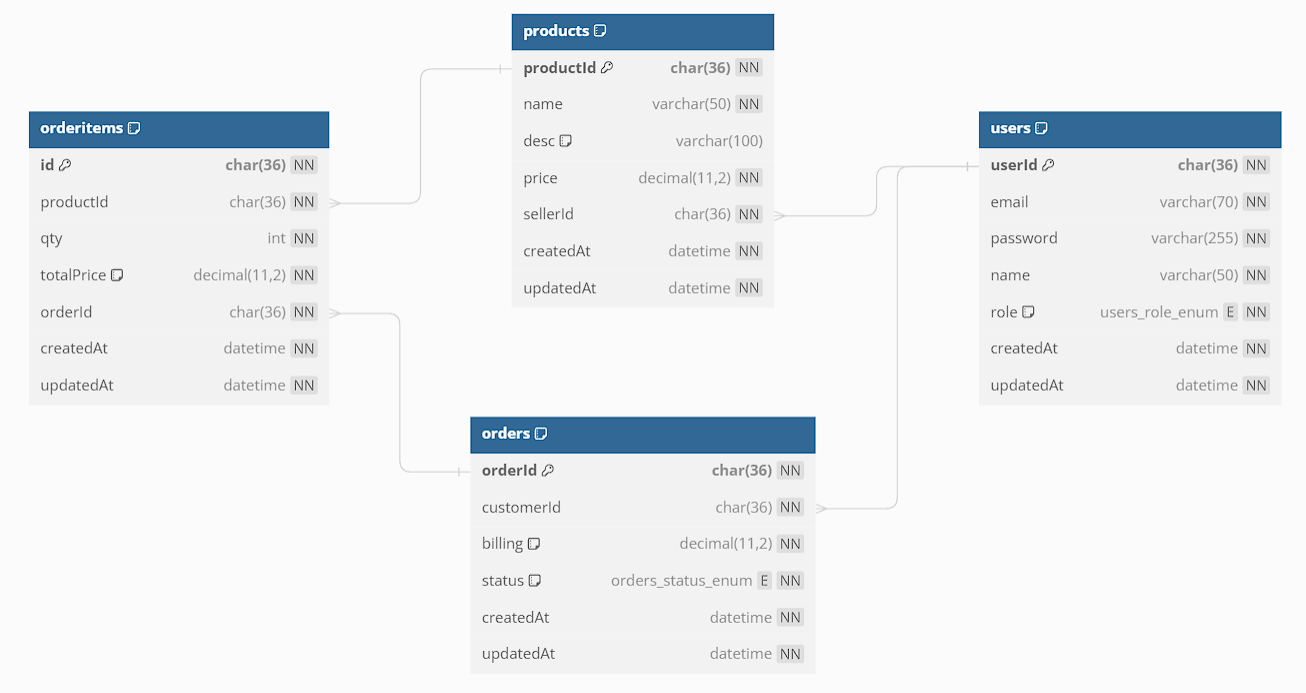 products
productId char(36) NN
name varchar(50) NN
desc varchar(100)
price decimal(11,2) NN
sellerId char(36) NN
createdAt datetime NN
updatedAt datetime NN
orderitems
id char(36) NN
productId char(36) NN
qty int NN
totalPrice decimal(11,2) NN
orderId char(36) NN
createdAt datetime NN
updatedAt datetime NN
users
userId char(36) NN
email varchar(70) NN
password varchar(255) NN
name varchar(50) NN
role users_role_enum E NN
createdAt datetime NN
updatedAt datetime NN
orders
orderId char(36) NN
customerId char(36) NN
billing decimal(11,2) NN
status orders_status_enum E NN
createdAt datetime NN
updatedAt datetime NN